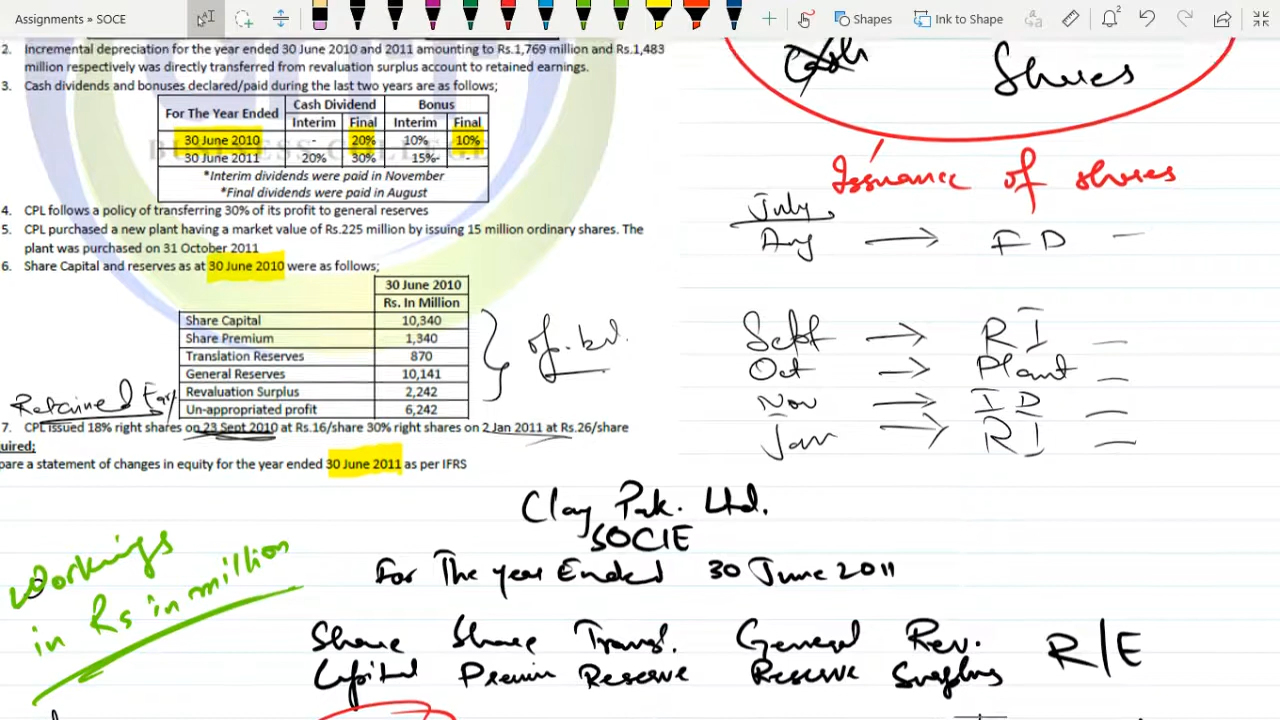 Assignments » SOCE
Shapes
Ink to Shape
2. Incremental depreciation for the year ended 30 June 2010 and 2011 amounting to Rs.1,769 million and Rs.1,483
million respectively was directly transferred from revaluation surplus account to retained earnings.
3. Cash dividends and bonuses declared/paid during the last two years are as follows;
For The Year Ended Cash Dividend Bonus
Interim Final Interim Final
30 June 2010 - 20% 10% 10%
30 June 2011 20% 30% 15% -
*Interim dividends were paid in November
*Final dividends were paid in August
4. CPL follows a policy of transferring 30% of its profit to general reserves
5. CPL purchased a new plant having a market value of Rs.225 million by issuing 15 million ordinary shares. The
plant was purchased on 31 October 2011
6. Share Capital and reserves as at 30 June 2010 were as follows;
30 June 2010
Rs. In Million
Share Capital 10,340
Share Premium 1,340
Translation Reserves 870
General Reserves 10,141
Revaluation Surplus 2,242
Un-appropriated profit 6,242
Retained Ear
7. CPL issued 18% right shares on 23 Sept 2010 at Rs.16/share 30% right shares on 2 Jan 2011 at Rs.26/share
uired;
pare a statement of changes in equity for the year ended 30 June 2011 as per IFRS
Cash Shares
Issuance of shares
July
Aug → FD —
Sept → RI —
Oct → Plant —
Nov → ID —
Jan → RI —
Clay Pak. Ltd.
SOCIE
For The year Ended 30 June 2011
Workings
in Rs in million
Share Share Transl. General Rev. R/E
Capital Premium Reserve Reserve Surplus